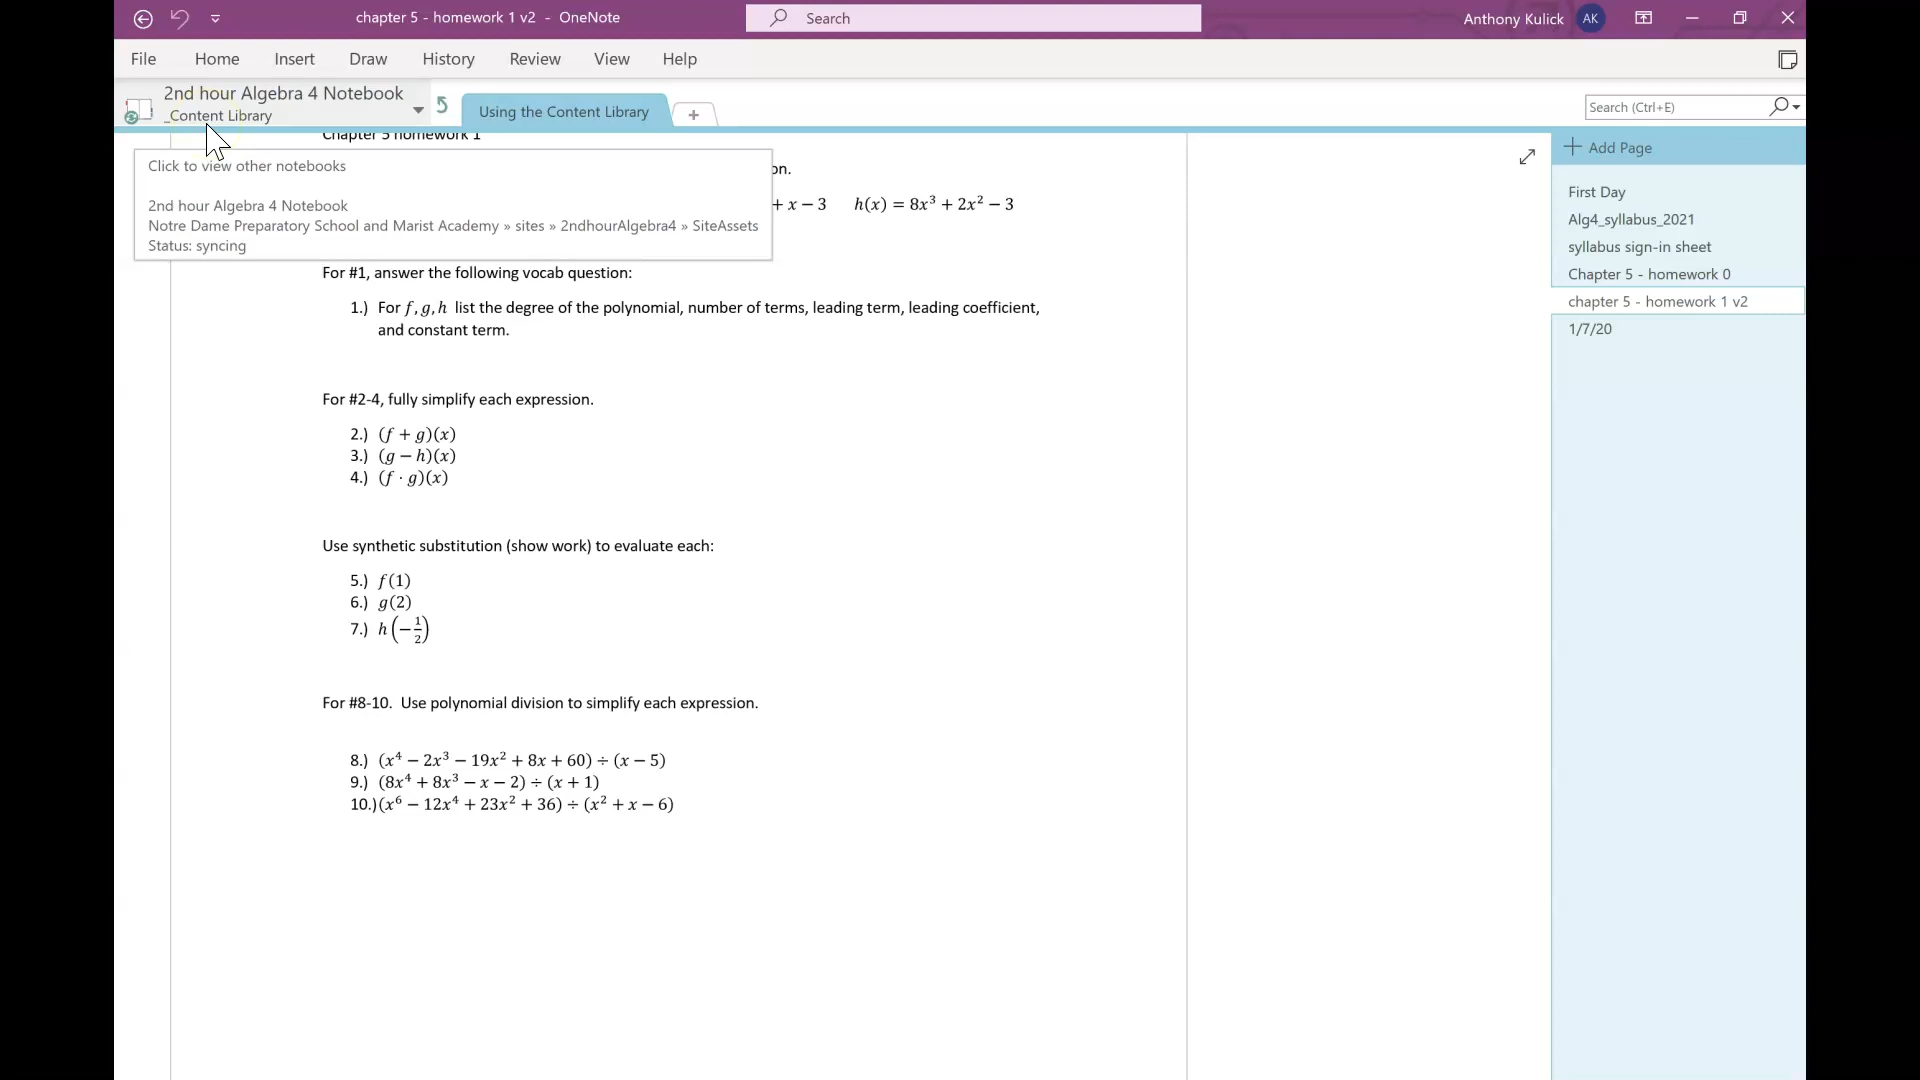 chapter 5 - homework 1 v2 - OneNote
Search
Anthony Kulick AK
File Home Insert Draw History Review View Help
2nd hour Algebra 4 Notebook
_Content Library
Using the Content Library
+
Search (Ctrl+E)
Chapter 5 homework 1
Click to view other notebooks
on.
2nd hour Algebra 4 Notebook
+ x − 3 h(x) = 8x³ + 2x² − 3
Notre Dame Preparatory School and Marist Academy » sites » 2ndhourAlgebra4 » SiteAssets
Status: syncing
For #1, answer the following vocab question:
1.) For f, g, h list the degree of the polynomial, number of terms, leading term, leading coefficient,
and constant term.
For #2-4, fully simplify each expression.
2.) (f + g)(x)
3.) (g − h)(x)
4.) (f · g)(x)
Use synthetic substitution (show work) to evaluate each:
5.) f(1)
6.) g(2)
7.) h(−1/2)
For #8-10. Use polynomial division to simplify each expression.
8.) (x⁴ − 2x³ − 19x² + 8x + 60) ÷ (x − 5)
9.) (8x⁴ + 8x³ − x − 2) ÷ (x + 1)
10.)(x⁶ − 12x⁴ + 23x² + 36) ÷ (x² + x − 6)
Add Page
First Day
Alg4_syllabus_2021
syllabus sign-in sheet
Chapter 5 - homework 0
chapter 5 - homework 1 v2
1/7/20